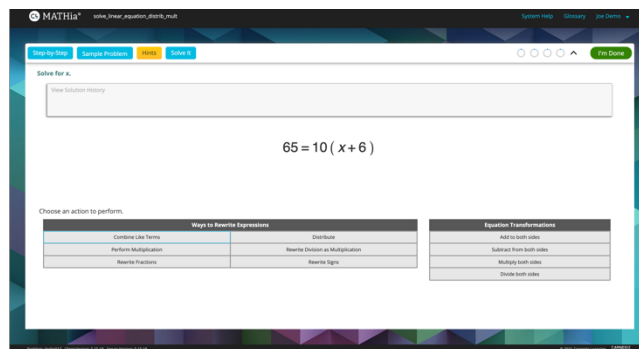 MATHia® solve_linear_equation_distrib_mult System Help Glossary Joe Demo
Step-by-Step Sample Problem Hints Solve It I'm Done
Solve for x.
View Solution History
65 = 10 ( x + 6 )
Choose an action to perform.
Ways to Rewrite Expressions Equation Transformations
Combine Like Terms Distribute Add to both sides
Perform Multiplication Rewrite Division as Multiplication Subtract from both sides
Rewrite Fractions Rewrite Signs Multiply both sides
Divide both sides